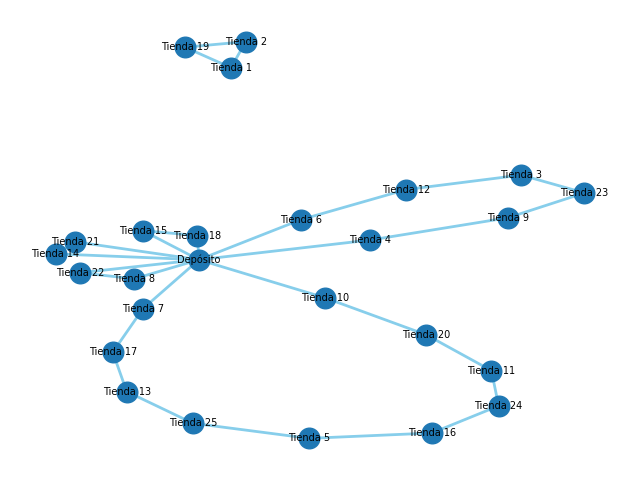 Tienda 2
Tienda 19
Tienda 1
Tienda 3
Tienda 12
Tienda 23
Tienda 9
Tienda 6
Tienda 15
Tienda 18
Tienda 4
Tienda 21
Tienda 14
Depósito
Tienda 22
Tienda 8
Tienda 10
Tienda 7
Tienda 20
Tienda 17
Tienda 11
Tienda 13
Tienda 24
Tienda 25
Tienda 16
Tienda 5